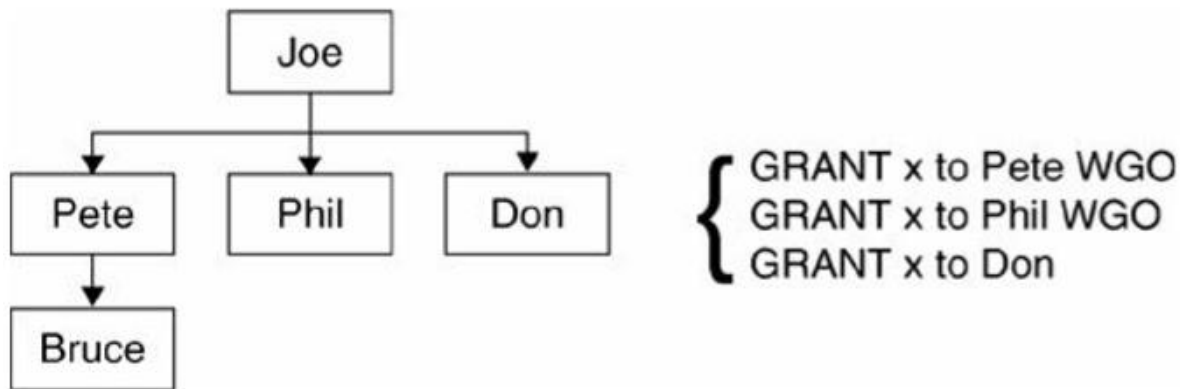 Joe
Pete
Phil
Don
GRANT x to Pete WGO
GRANT x to Phil WGO
GRANT x to Don
Bruce